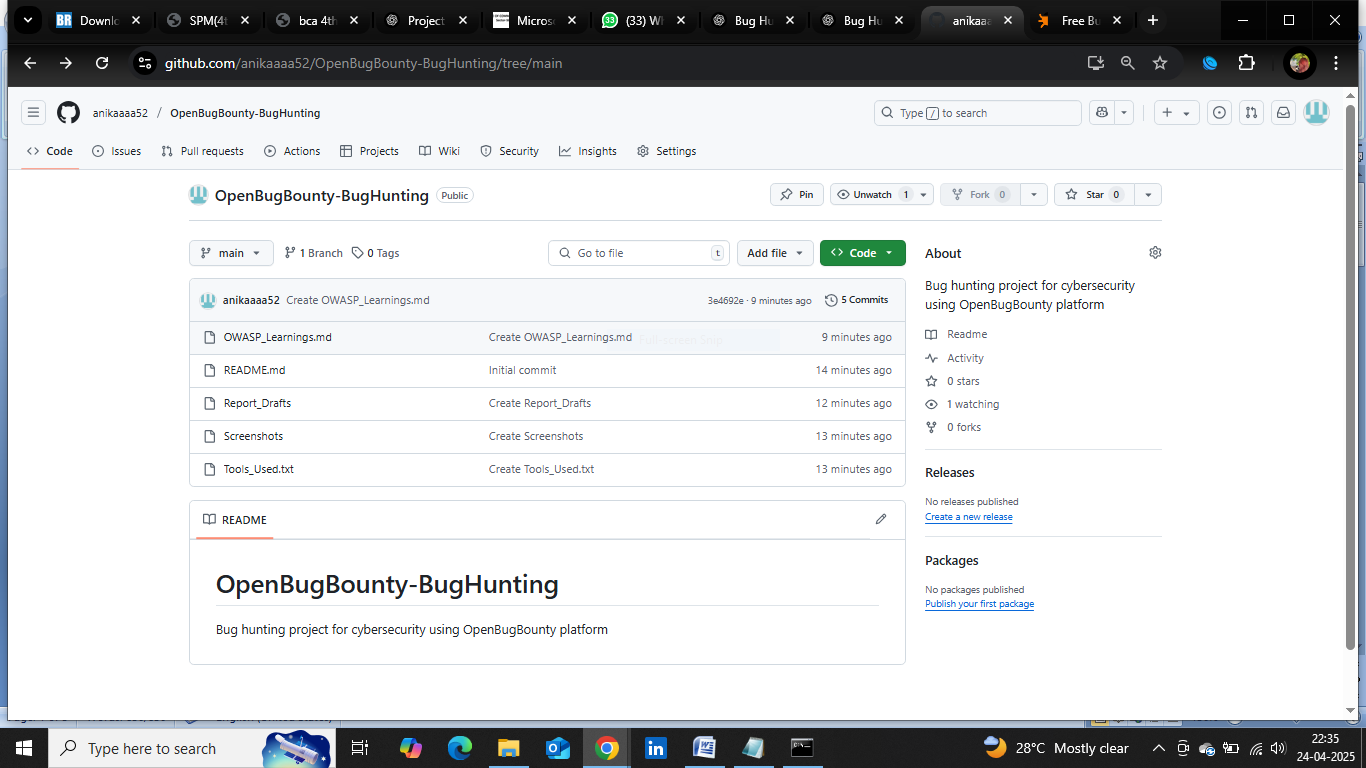 BR Downlo
SPM(4t
bca 4th
Project
Microso
33 (33) Wh
Bug Hu
Bug Hu
anikaaa
Free Bu
github.com/anikaaaa52/OpenBugBounty-BugHunting/tree/main
anikaaaa52 / OpenBugBounty-BugHunting
Type / to search
Code Issues Pull requests Actions Projects Wiki Security Insights Settings
OpenBugBounty-BugHunting Public
Pin Unwatch 1 Fork 0 Star 0
main 1 Branch 0 Tags Go to file t Add file <> Code
anikaaaa52 Create OWASP_Learnings.md 3e4692e · 9 minutes ago 5 Commits
OWASP_Learnings.md Create OWASP_Learnings.md 9 minutes ago
README.md Initial commit 14 minutes ago
Report_Drafts Create Report_Drafts 12 minutes ago
Screenshots Create Screenshots 13 minutes ago
Tools_Used.txt Create Tools_Used.txt 13 minutes ago
README
OpenBugBounty-BugHunting
Bug hunting project for cybersecurity using OpenBugBounty platform
About
Bug hunting project for cybersecurity
using OpenBugBounty platform
Readme
Activity
0 stars
1 watching
0 forks
Releases
No releases published
Create a new release
Packages
No packages published
Publish your first package
Type here to search
28°C Mostly clear
22:35
24-04-2025